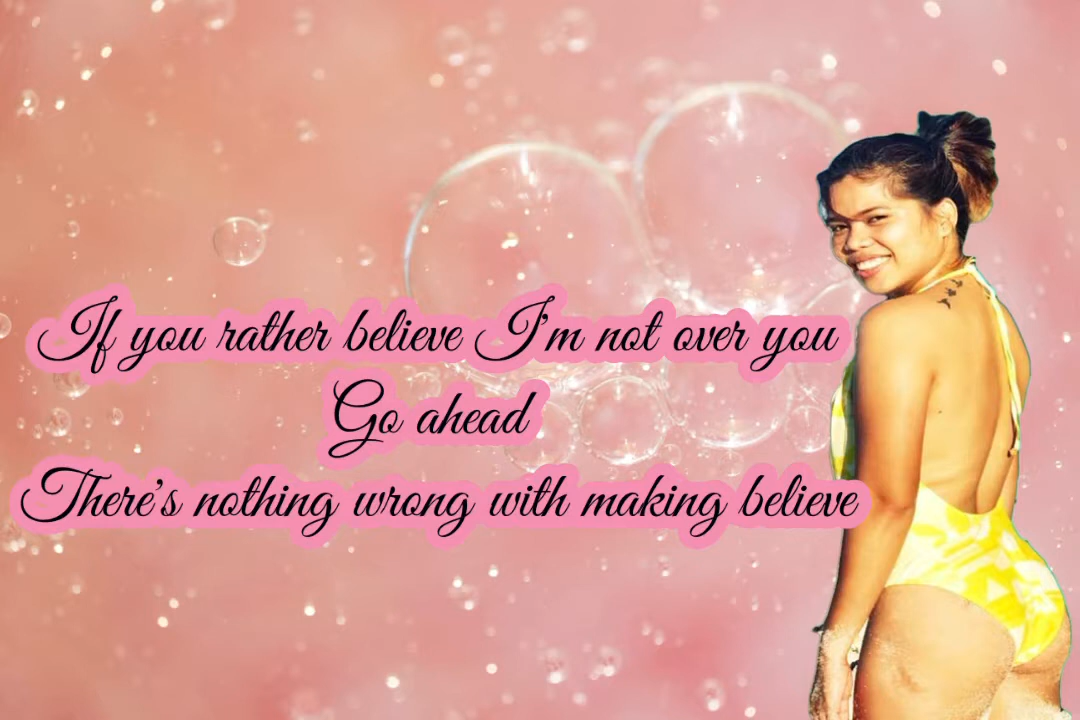 If you rather believe I'm not over you
Go ahead
There's nothing wrong with making believe